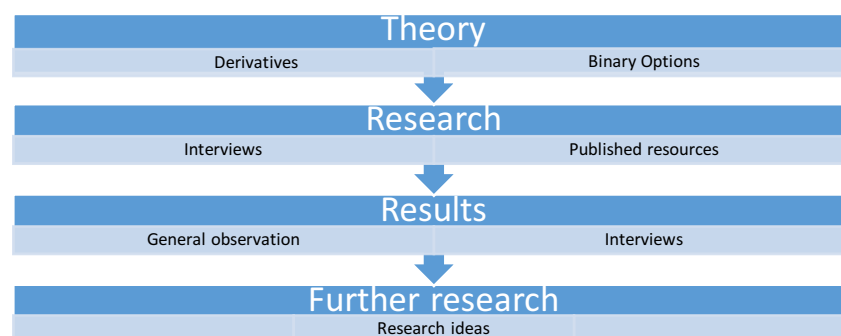 Theory
Derivatives Binary Options
Research
Interviews Published resources
Results
General observation Interviews
Further research
Research ideas